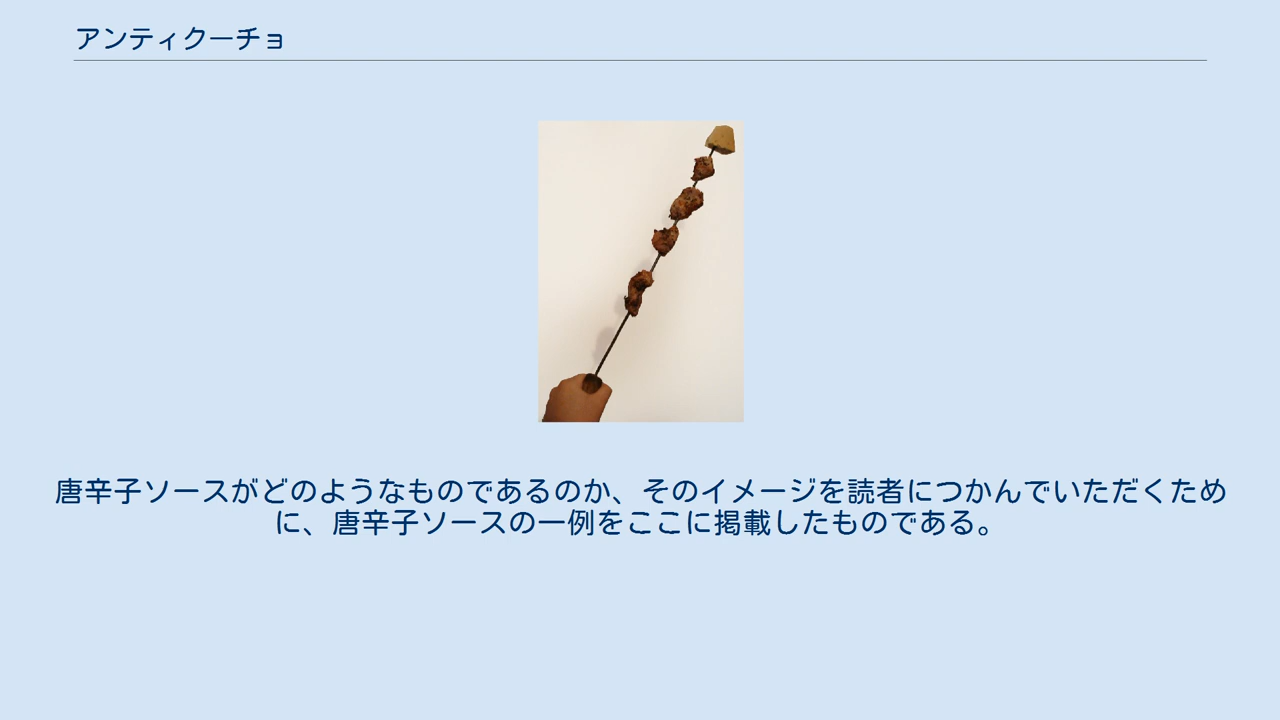 アンティクーチョ
唐辛子ソースがどのようなものであるのか、そのイメージを読者につかんでいただくため
に、唐辛子ソースの一例をここに掲載したものである。